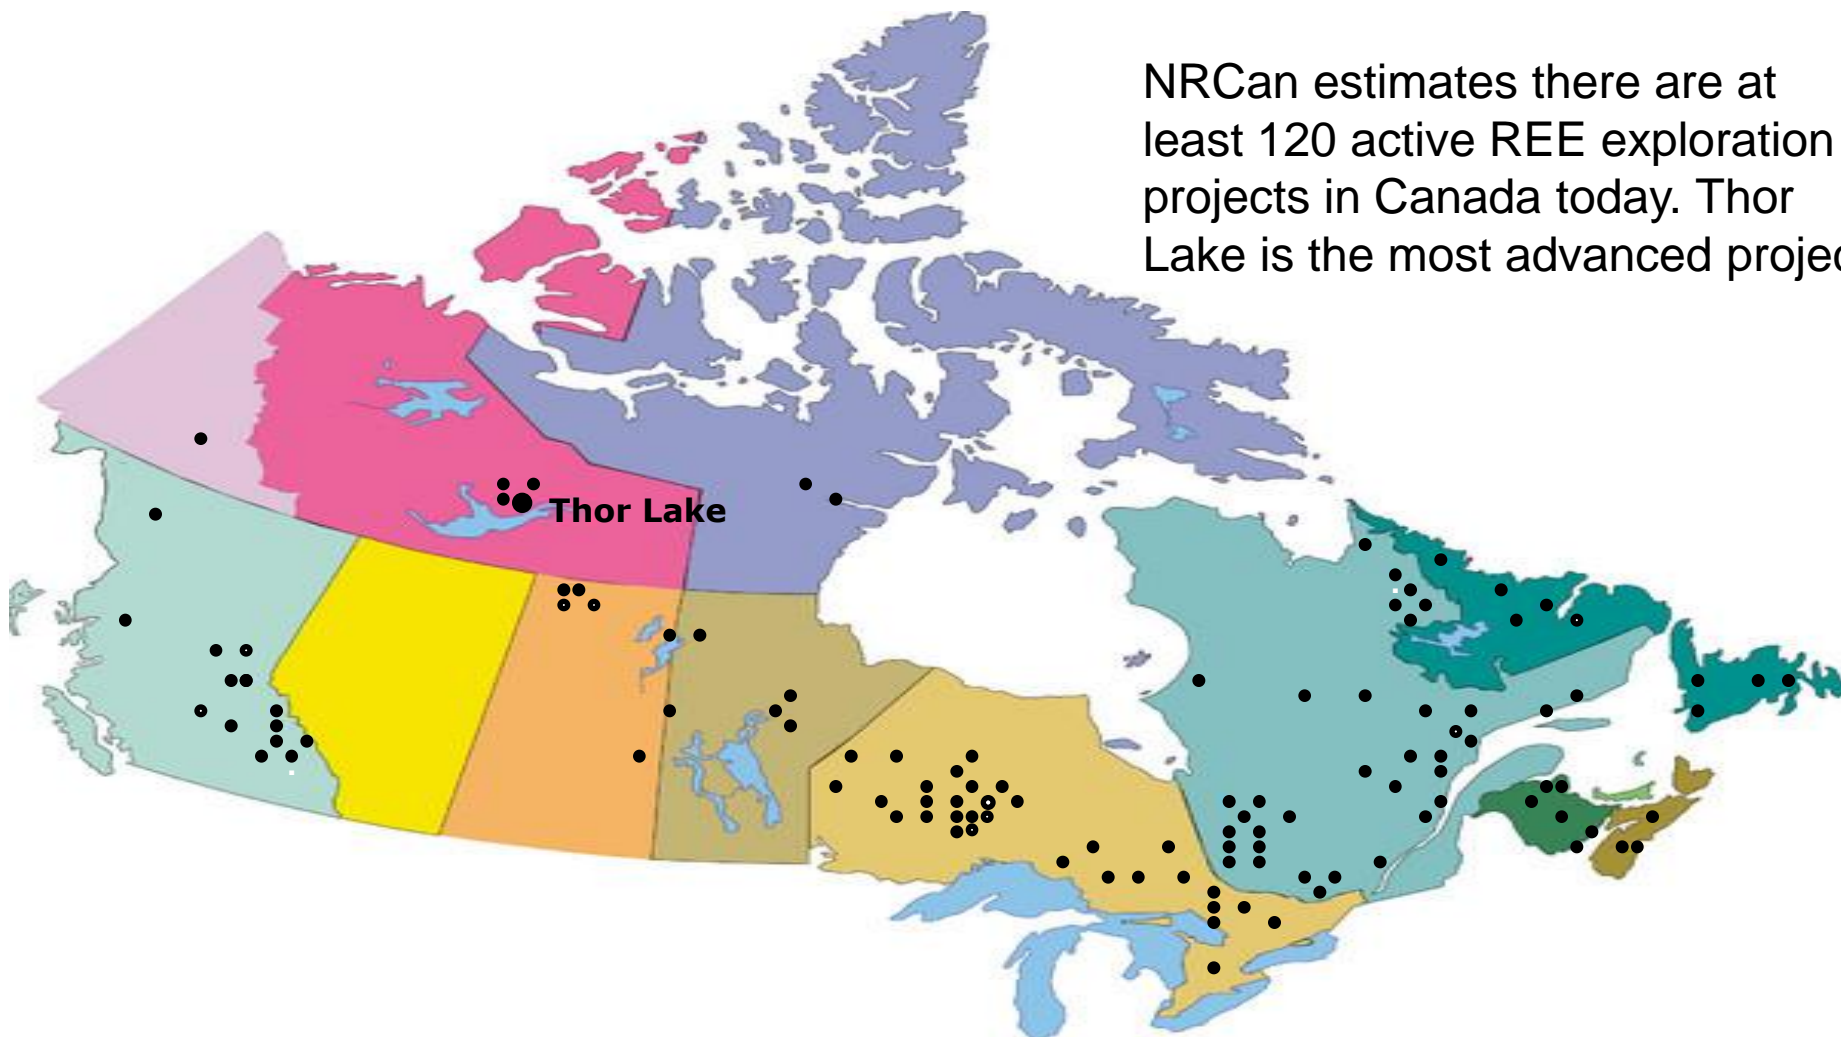 NRCan estimates there are at
least 120 active REE exploration
projects in Canada today. Thor
Lake is the most advanced projec
Thor Lake